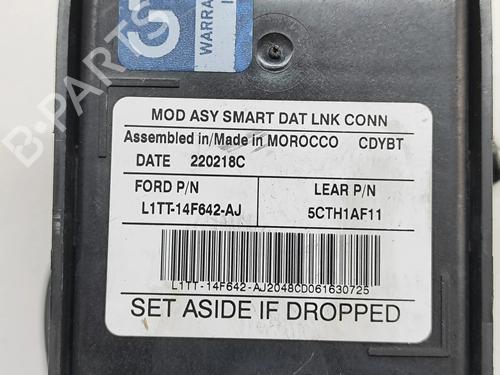 WARRA
B-PARTS
MOD ASY SMART DAT LNK CONN
Assembled in/Made in MOROCCO CDYBT
DATE 220218C
FORD P/N LEAR P/N
L1TT-14F642-AJ 5CTH1AF11
L1TT-14F642-AJ2048CD061630725
SET ASIDE IF DROPPED